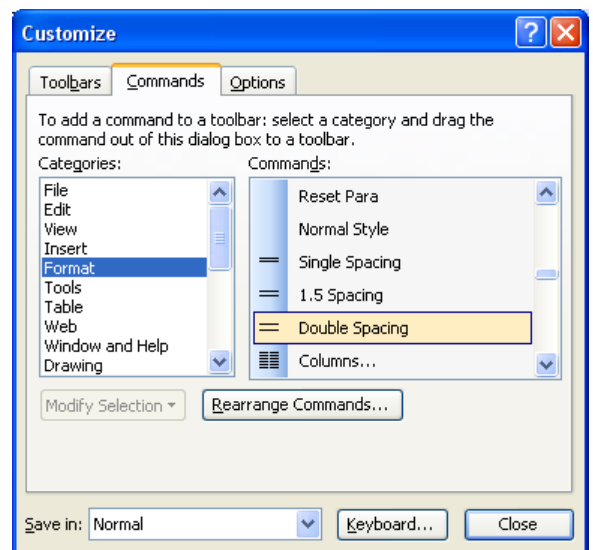 Customize
Toolbars Commands Options
To add a command to a toolbar: select a category and drag the
command out of this dialog box to a toolbar.
Categories:
File
Edit
View
Insert
Format
Tools
Table
Web
Window and Help
Drawing
Commands:
Reset Para
Normal Style
Single Spacing
1.5 Spacing
Double Spacing
Columns...
Modify Selection
Rearrange Commands...
Save in: Normal
Keyboard...
Close